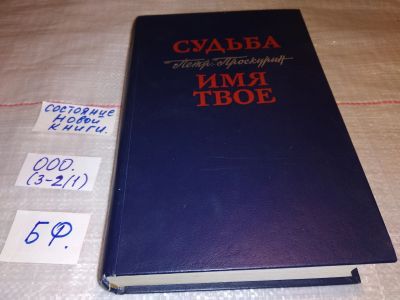 СУДЬБА
Петр Проскурин
ИМЯ
ТВОЕ
состояние
новой
книги.
ООО.
(3-2/1)
БФ.